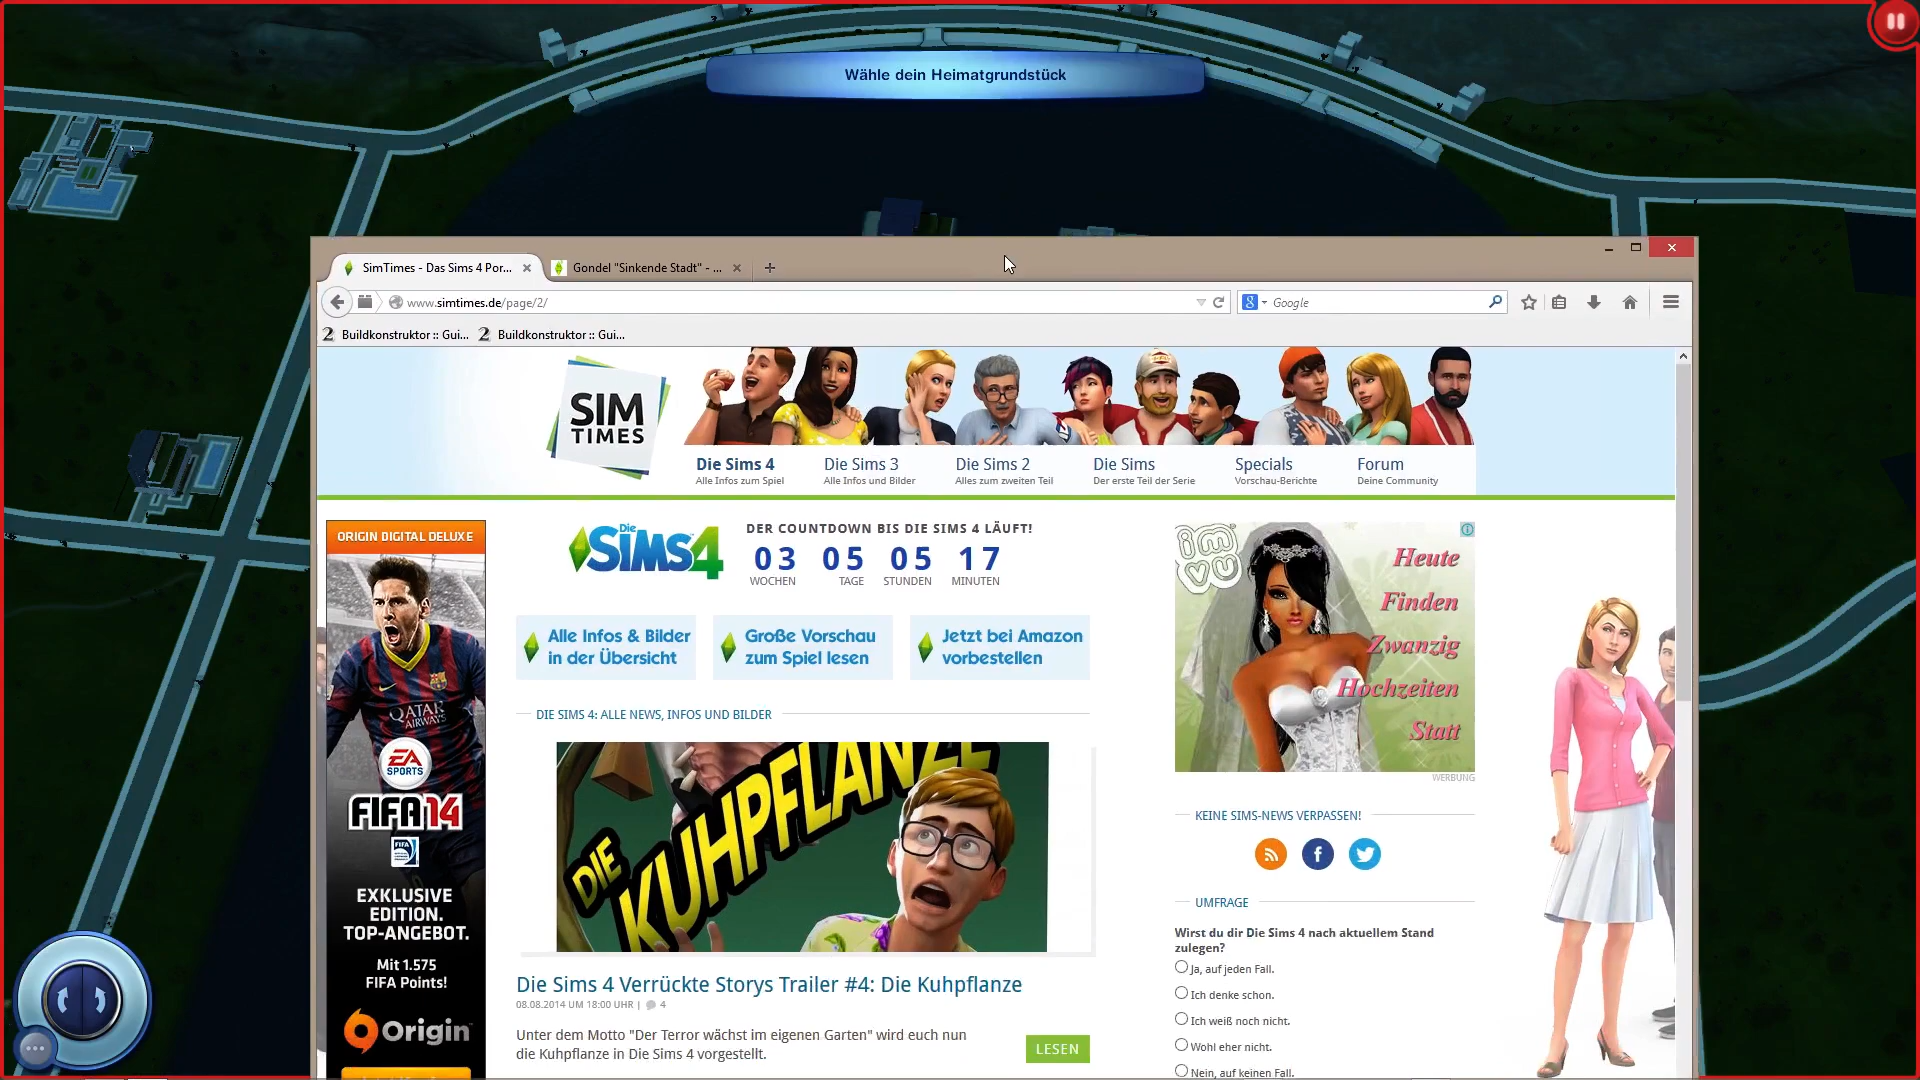 Wähle dein Heimatgrundstück
SimTimes - Das Sims 4 Por...
Gondel "Sinkende Stadt" - ...
www.simtimes.de/page/2/
Google
2 Buildkonstruktor :: Gui...
2 Buildkonstruktor :: Gui...
SIM
TIMES
Die Sims 4
Alle Infos zum Spiel
Die Sims 3
Alle Infos und Bilder
Die Sims 2
Alles zum zweiten Teil
Die Sims
Der erste Teil der Serie
Specials
Vorschau-Berichte
Forum
Deine Community
ORIGIN DIGITAL DELUXE
QATAR
AIRWAYS
EA
SPORTS
FIFA 14
FIFA
EXKLUSIVE
EDITION.
TOP-ANGEBOT.
Mit 1.575
FIFA Points!
Origin
Die
SiMS 4
DER COUNTDOWN BIS DIE SIMS 4 LÄUFT!
03 05 05 17
WOCHEN TAGE STUNDEN MINUTEN
Alle Infos & Bilder
in der Übersicht
Große Vorschau
zum Spiel lesen
Jetzt bei Amazon
vorbestellen
DIE SIMS 4: ALLE NEWS, INFOS UND BILDER
DIE
KUHPFLANZE
Die Sims 4 Verrückte Storys Trailer #4: Die Kuhpflanze
08.08.2014 UM 18:00 UHR | 4
Unter dem Motto "Der Terror wächst im eigenen Garten" wird euch nun
die Kuhpflanze in Die Sims 4 vorgestellt.
LESEN
imvu
Heute
Finden
Zwanzig
Hochzeiten
Statt
WERBUNG
KEINE SIMS-NEWS VERPASSEN!
UMFRAGE
Wirst du dir Die Sims 4 nach aktuellem Stand
zulegen?
Ja, auf jeden Fall.
Ich denke schon.
Ich weiß noch nicht.
Wohl eher nicht.
Nein, auf keinen Fall.